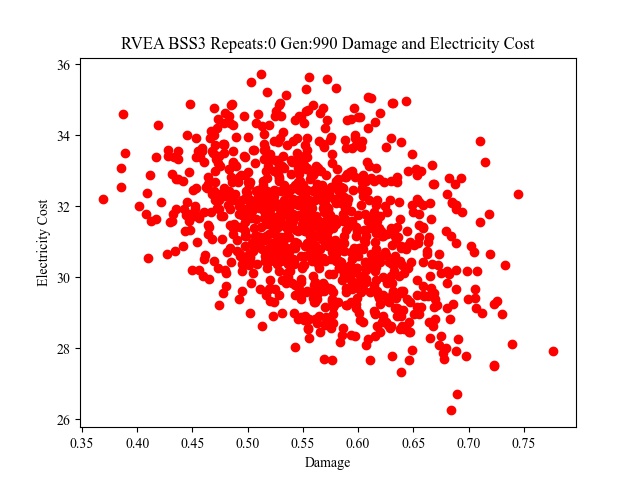 RVEA BSS3 Repeats:0 Gen:990 Damage and Electricity Cost
36
34
32
30
28
26
Electricity Cost
0.35 0.40 0.45 0.50 0.55 0.60 0.65 0.70 0.75
Damage